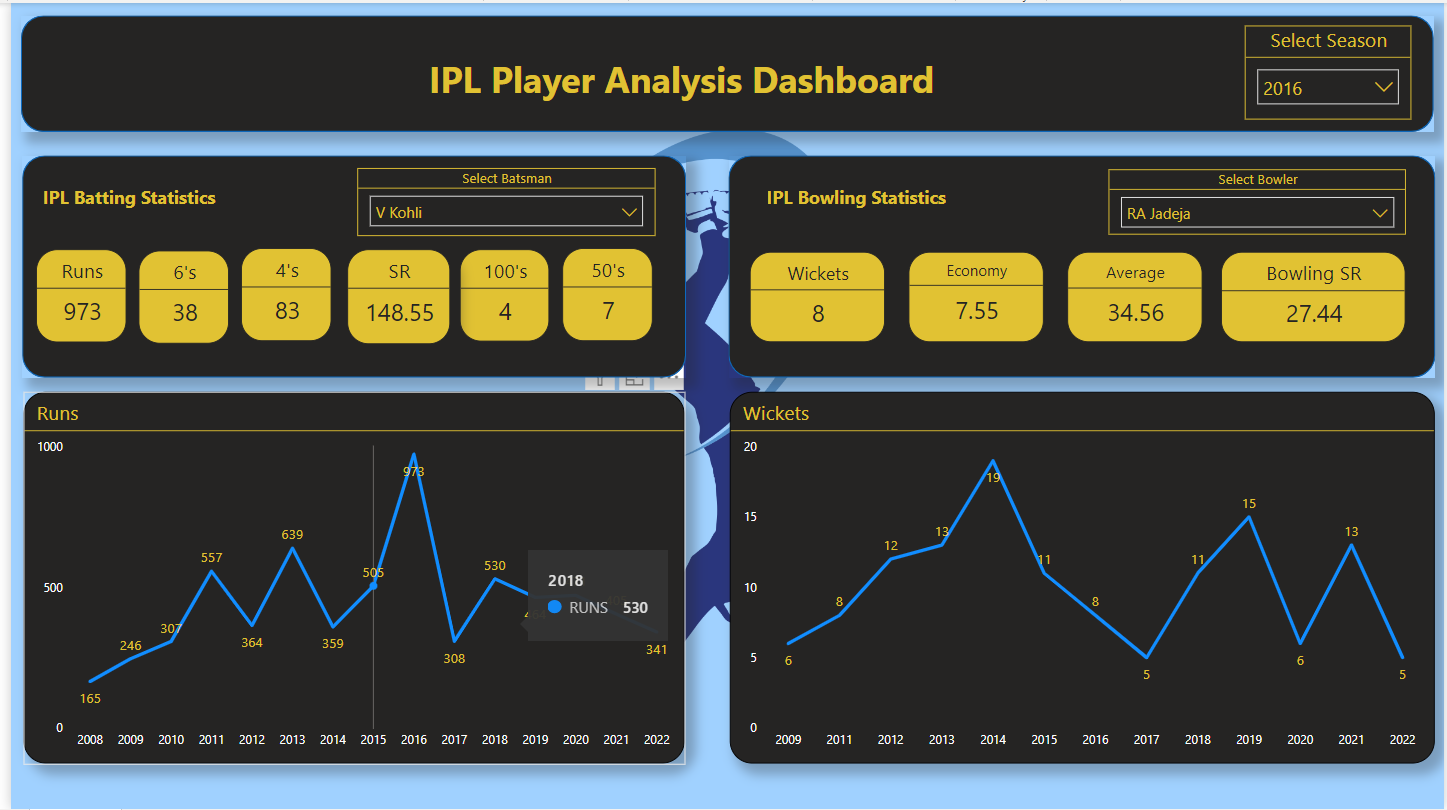 IPL Player Analysis Dashboard
Select Season
2016
IPL Batting Statistics
Select Batsman
V Kohli
Runs 6's 4's SR 100's 50's
973 38 83 148.55 4 7
IPL Bowling Statistics
Select Bowler
RA Jadeja
Wickets Economy Average Bowling SR
8 7.55 34.56 27.44
Runs
1000
500
0
165 246 307 557 364 639 359 505 973 308 530 341
2018
RUNS 530
2008 2009 2010 2011 2012 2013 2014 2015 2016 2017 2018 2019 2020 2021 2022
Wickets
20
15
10
5
0
6 8 12 13 19 11 8 5 11 15 6 13 5
2009 2011 2012 2013 2014 2015 2016 2017 2018 2019 2020 2021 2022